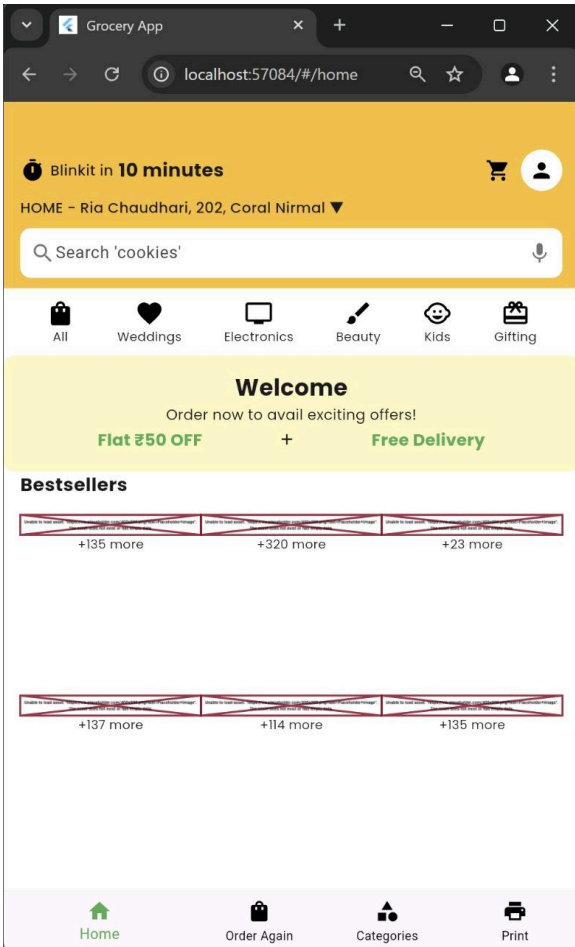 Grocery App
localhost:57084/#/home
Blinkit in 10 minutes
HOME - Ria Chaudhari, 202, Coral Nirmal ▼
Search 'cookies'
All Weddings Electronics Beauty Kids Gifting
Welcome
Order now to avail exciting offers!
Flat ₹50 OFF + Free Delivery
Bestsellers
+135 more +320 more +23 more
+137 more +114 more +135 more
Home Order Again Categories Print